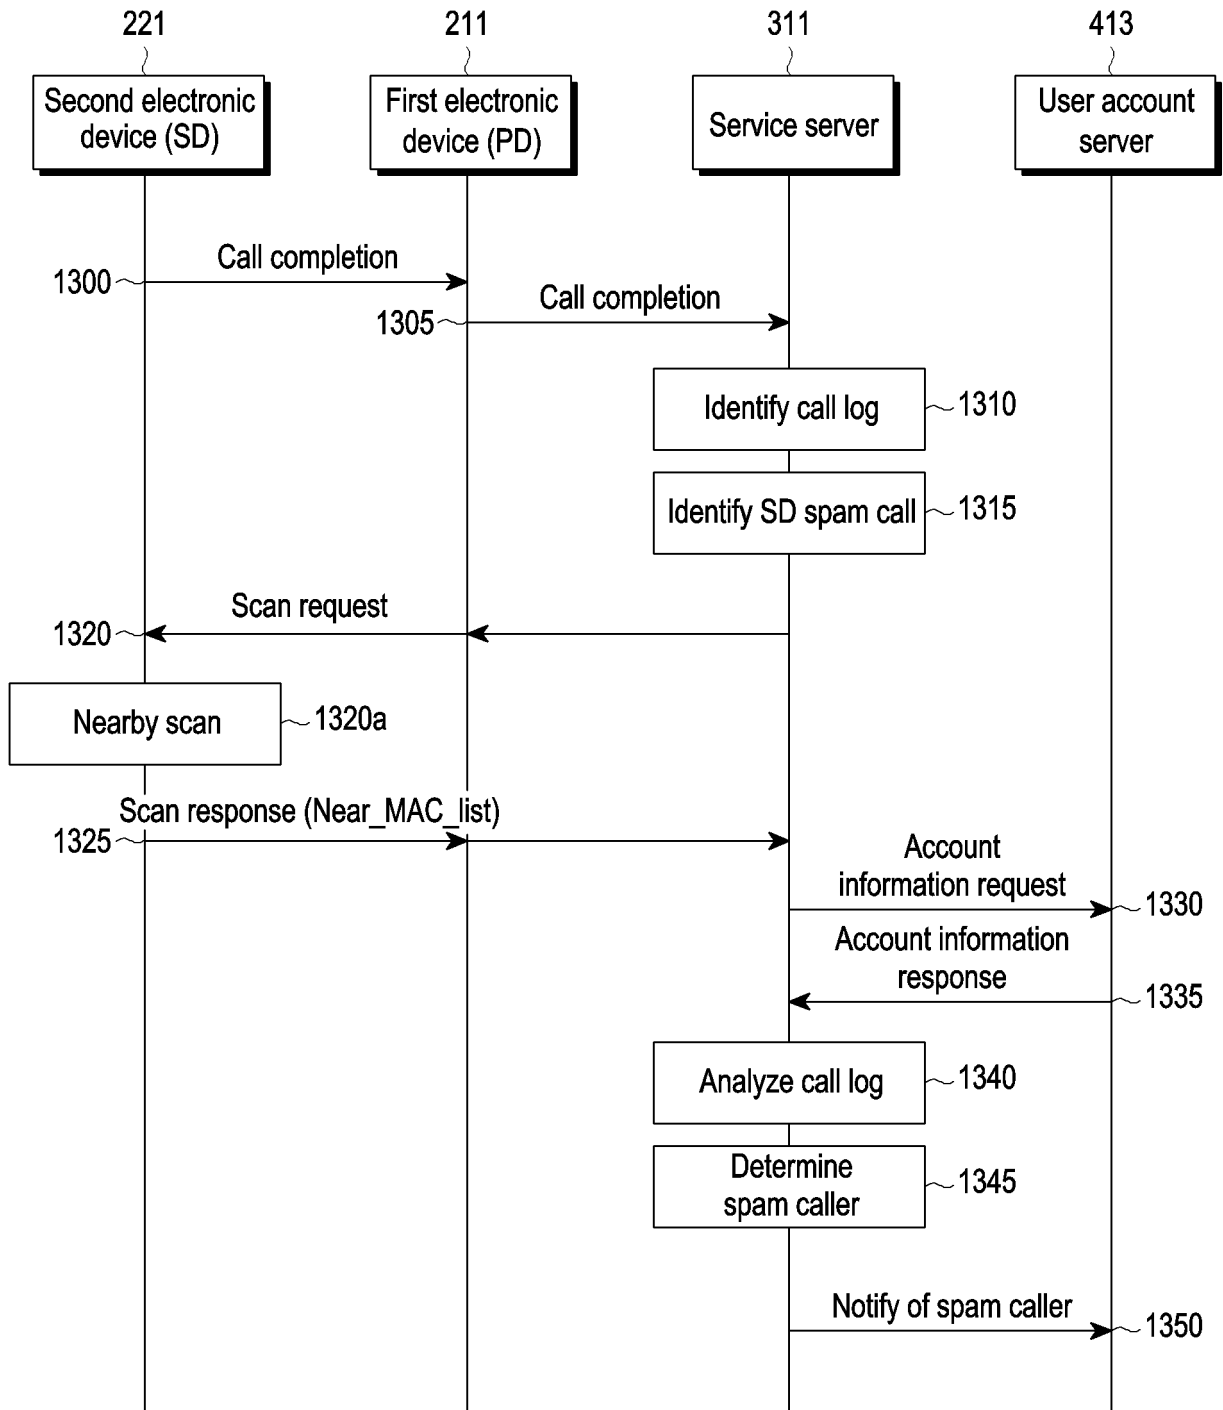 221
211
311
413
Second electronic
device (SD)
First electronic
device (PD)
Service server
User account
server
Call completion
1300
Call completion
1305
Identify call log
1310
Identify SD spam call
1315
Scan request
1320
Nearby scan
1320a
Scan response (Near_MAC_list)
1325
Account
information request
1330
Account information
response
1335
Analyze call log
1340
Determine
spam caller
1345
Notify of spam caller
1350